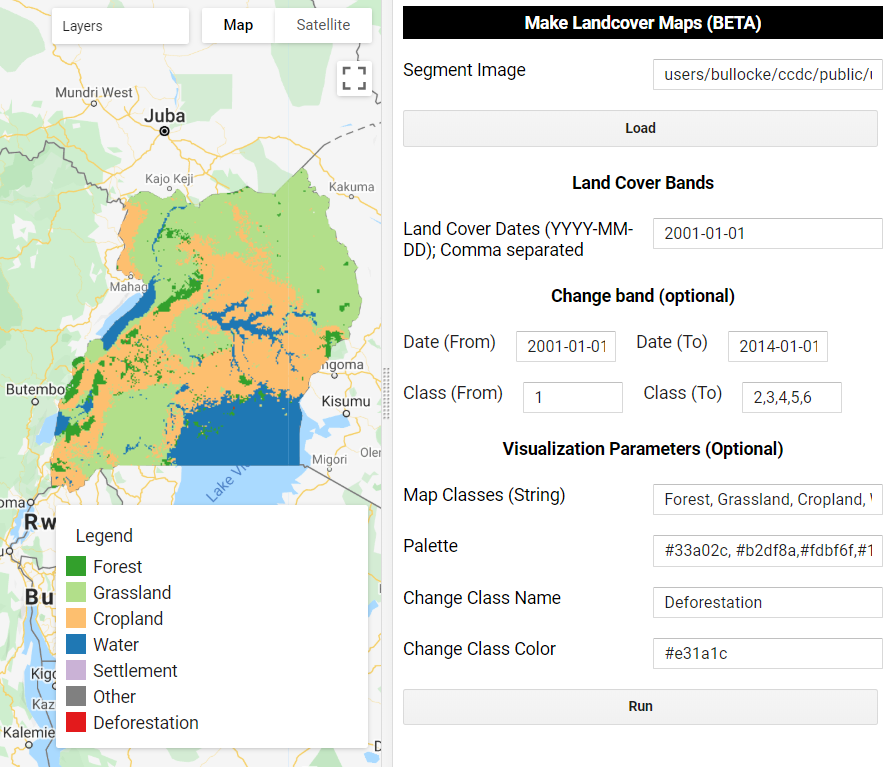 Layers
Map
Satellite
Mundri West
Juba
Kajo Keji
Kakuma
Mahag
ngoma
Butembo
Kisumu
Migori
Oler
Lake Vi
oma
Rw
Bu
Kigo
Kaz
Kalemie
D
Legend
Forest
Grassland
Cropland
Water
Settlement
Other
Deforestation
Make Landcover Maps (BETA)
Segment Image
users/bullocke/ccdc/public/
Load
Land Cover Bands
Land Cover Dates (YYYY-MM-
DD); Comma separated
2001-01-01
Change band (optional)
Date (From)
2001-01-01
Date (To)
2014-01-01
Class (From)
1
Class (To)
2,3,4,5,6
Visualization Parameters (Optional)
Map Classes (String)
Forest, Grassland, Cropland,
Palette
#33a02c, #b2df8a,#fdbf6f,#1
Change Class Name
Deforestation
Change Class Color
#e31a1c
Run